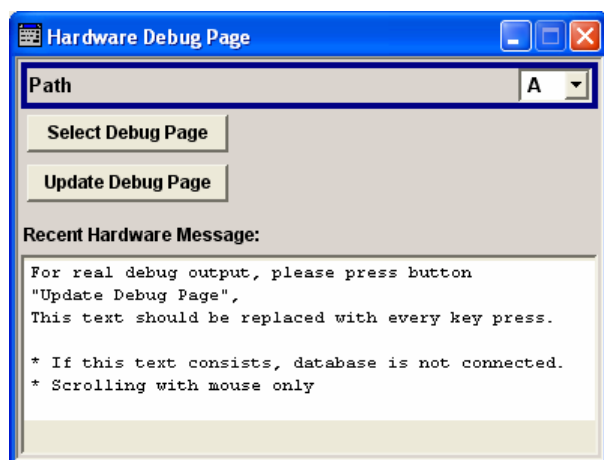 Hardware Debug Page
Path A
Select Debug Page
Update Debug Page
Recent Hardware Message:
For real debug output, please press button
"Update Debug Page",
This text should be replaced with every key press.
* If this text consists, database is not connected.
* Scrolling with mouse only